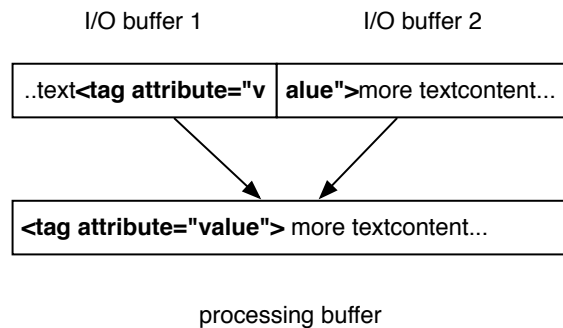 I/O buffer 1 I/O buffer 2
..text<tag attribute="v alue">more textcontent...
<tag attribute="value"> more textcontent...
processing buffer